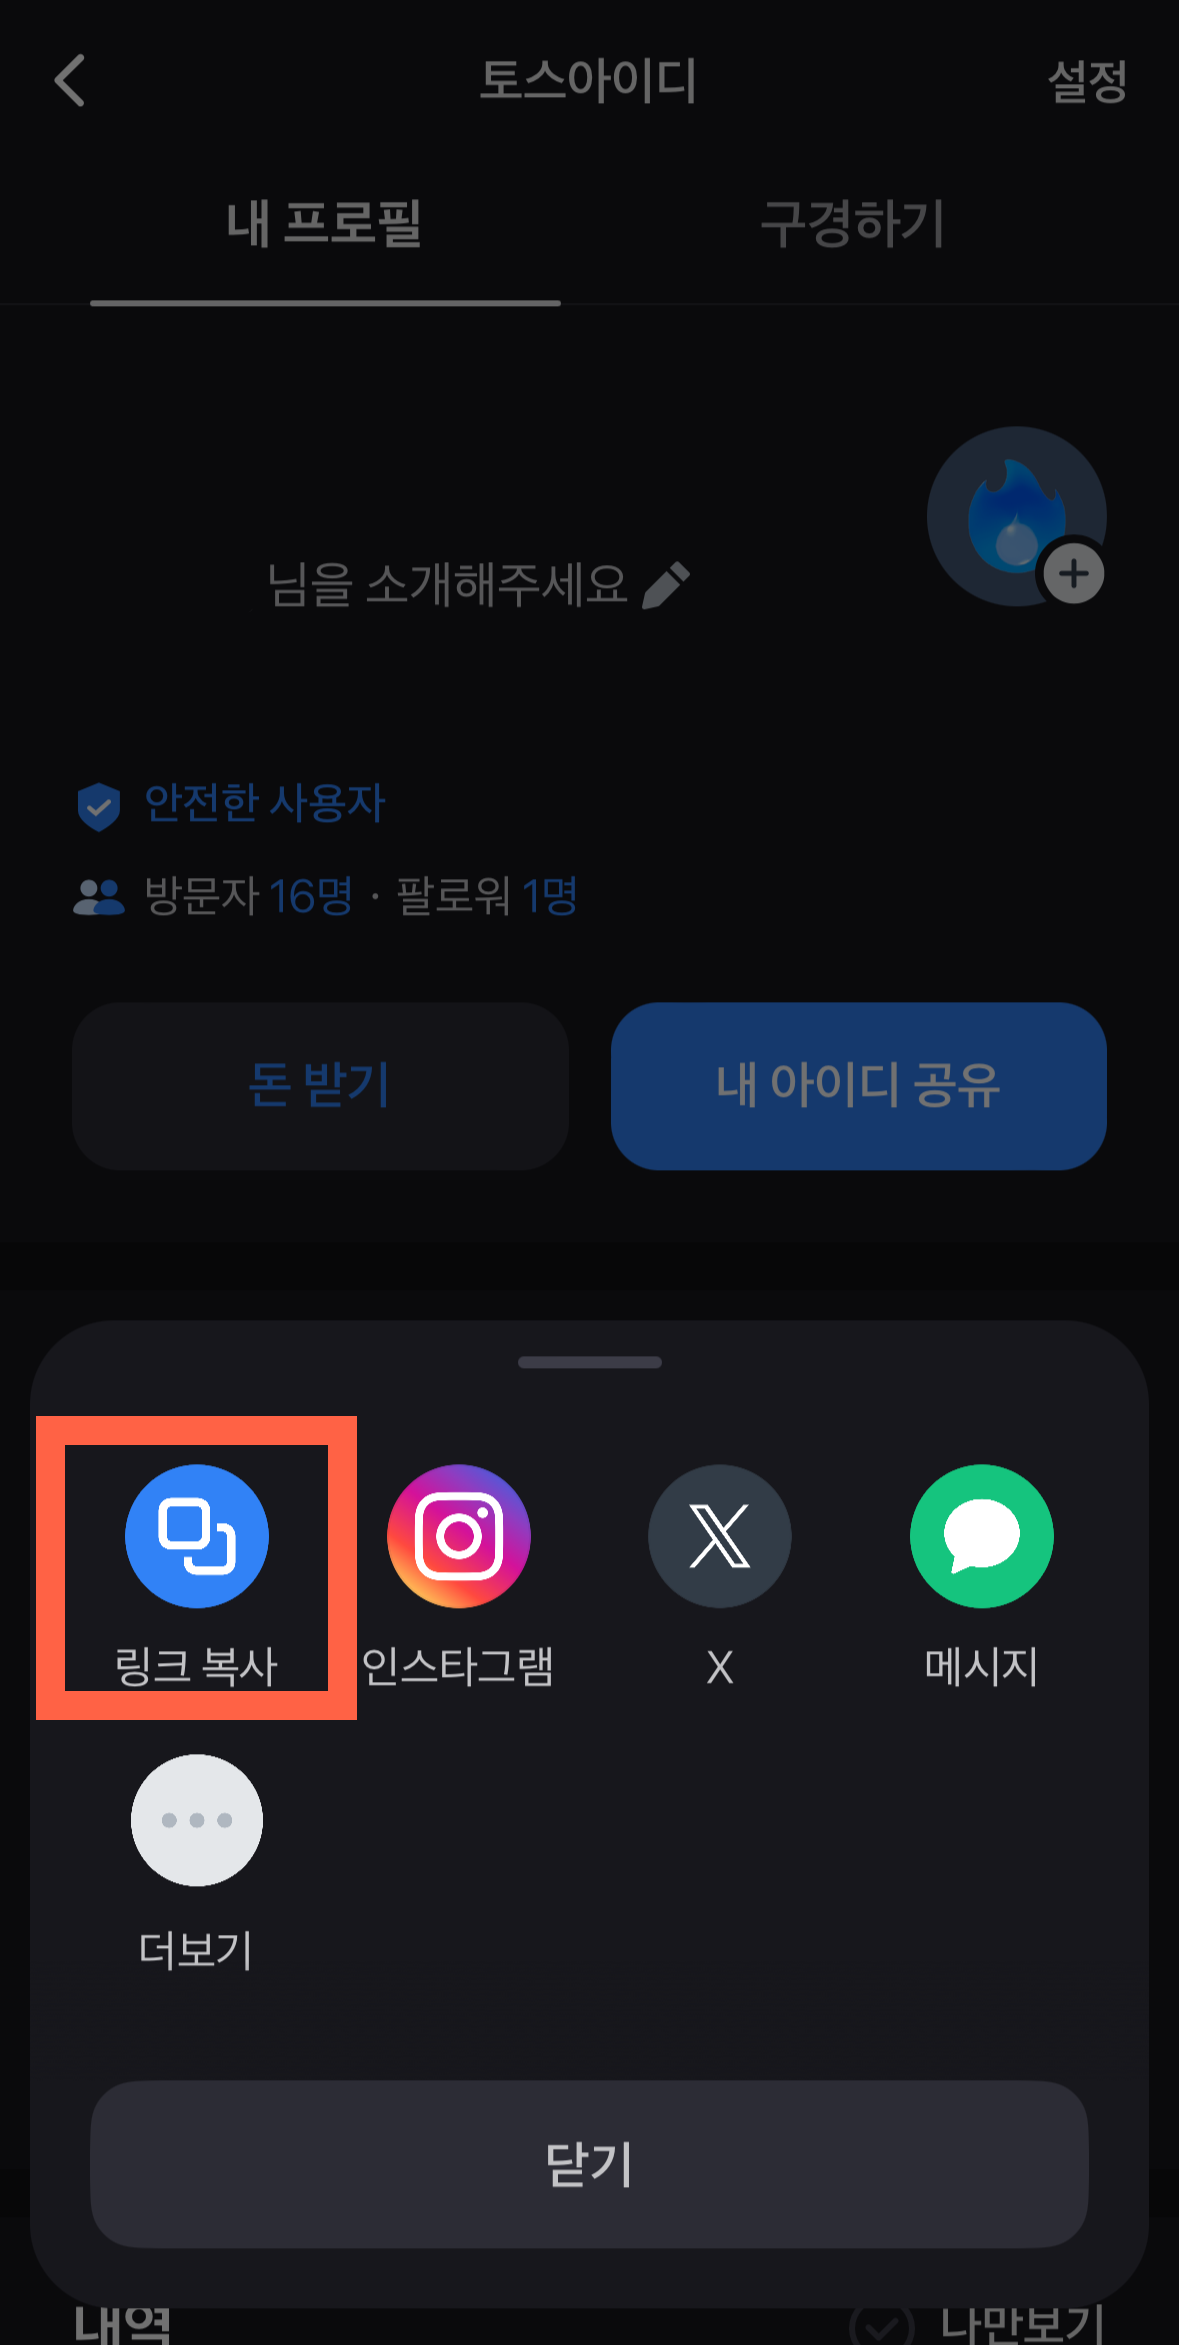 토스아이디
설정
내 프로필
구경하기
님을 소개해주세요
안전한 사용자
방문자 16명 · 팔로워 1명
돈 받기
내 아이디 공유
링크 복사
인스타그램
X
메시지
더보기
닫기
내역
나만보기